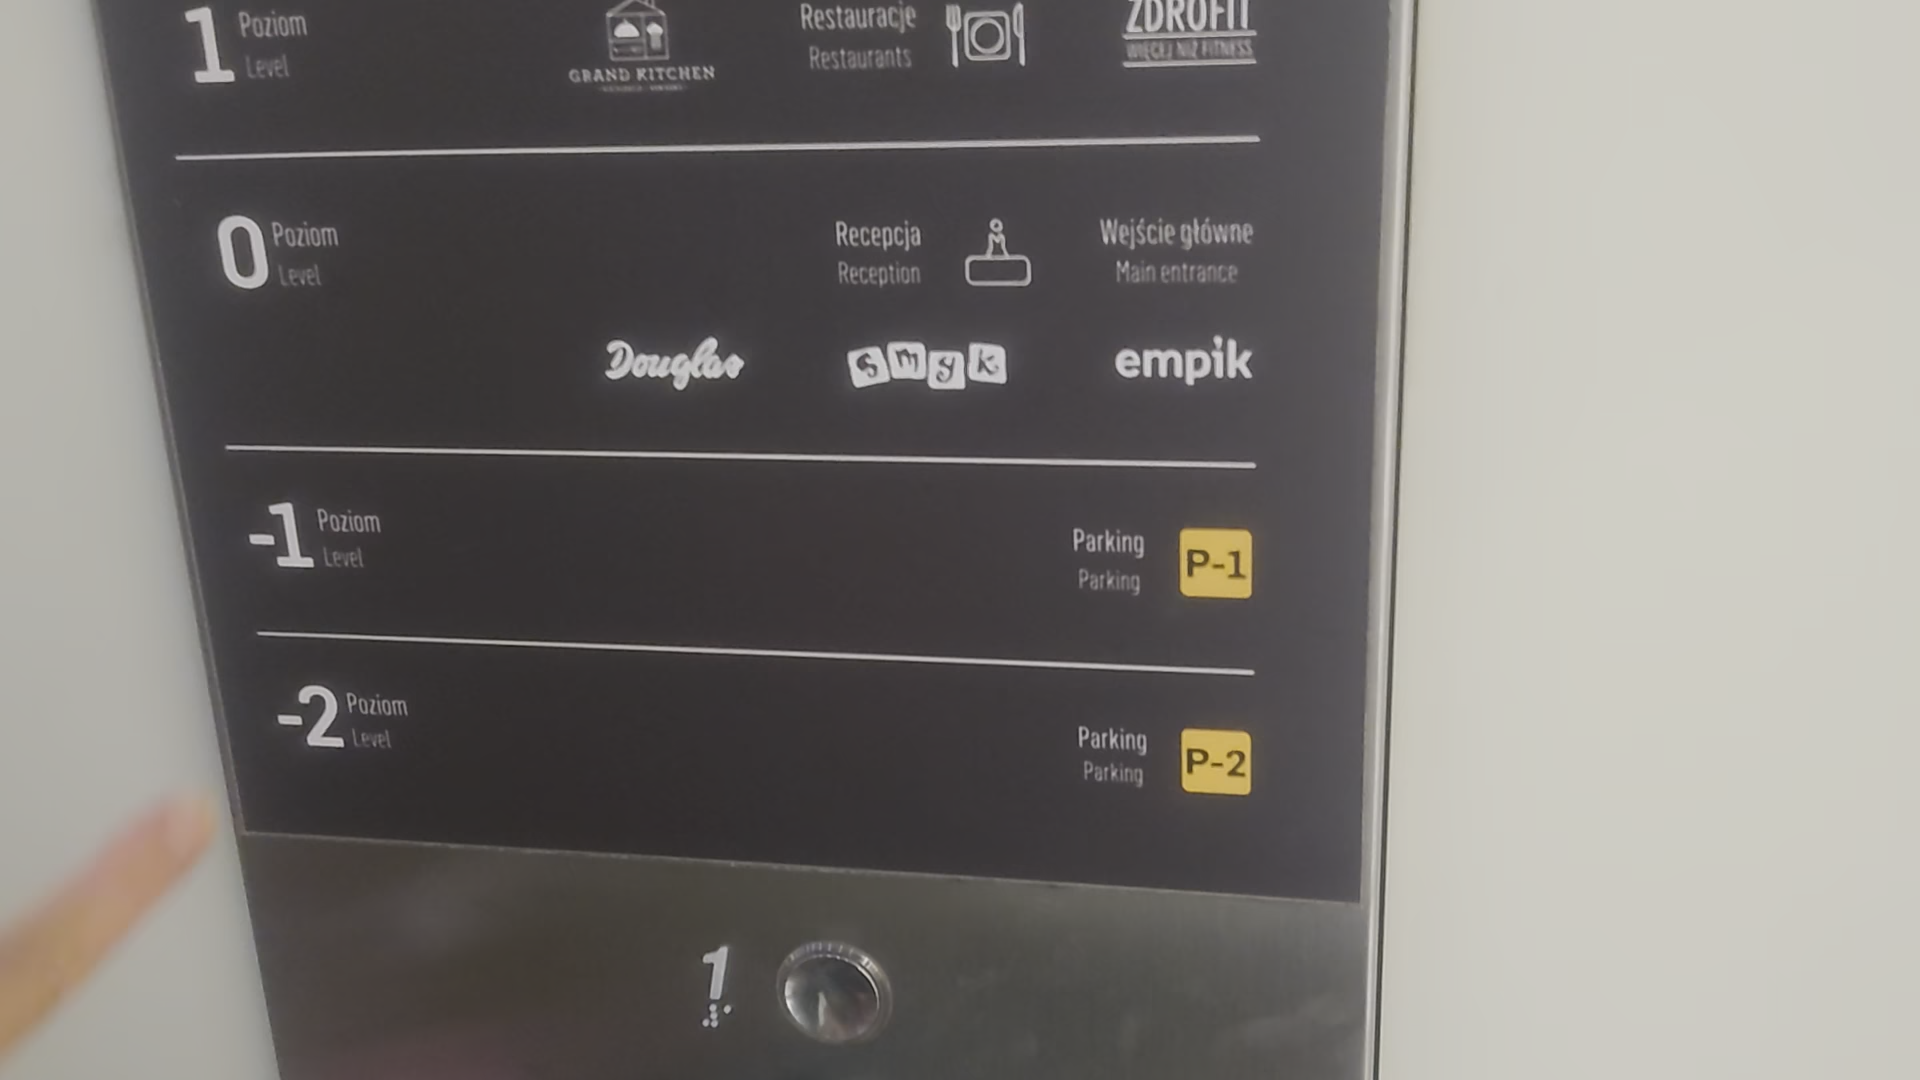 1 Poziom Level
GRAND KITCHEN
Restauracje
Restaurants
ZDROFIT
WIĘCEJ NIŻ FITNESS
0 Poziom Level
Recepcja
Reception
Wejście główne
Main entrance
Douglas smyk empik
-1 Poziom Level
Parking
Parking
P-1
-2 Poziom Level
Parking
Parking
P-2
1